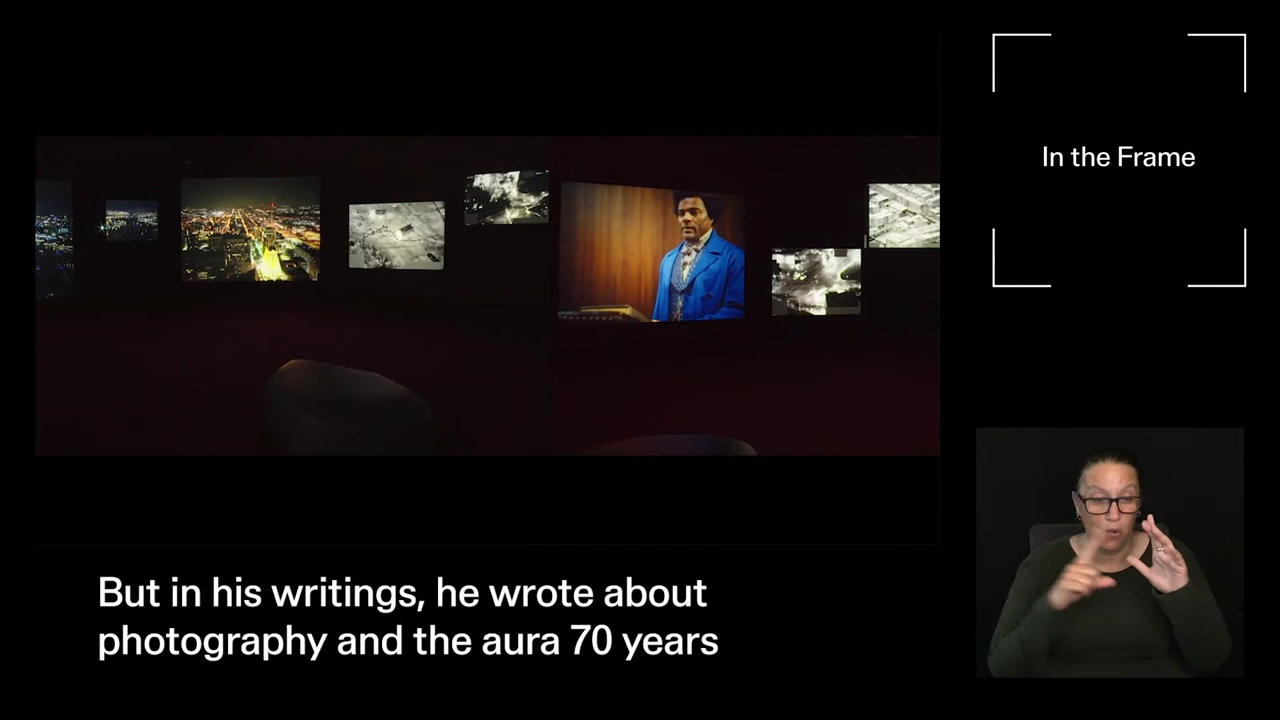 In the Frame
But in his writings, he wrote about
photography and the aura 70 years